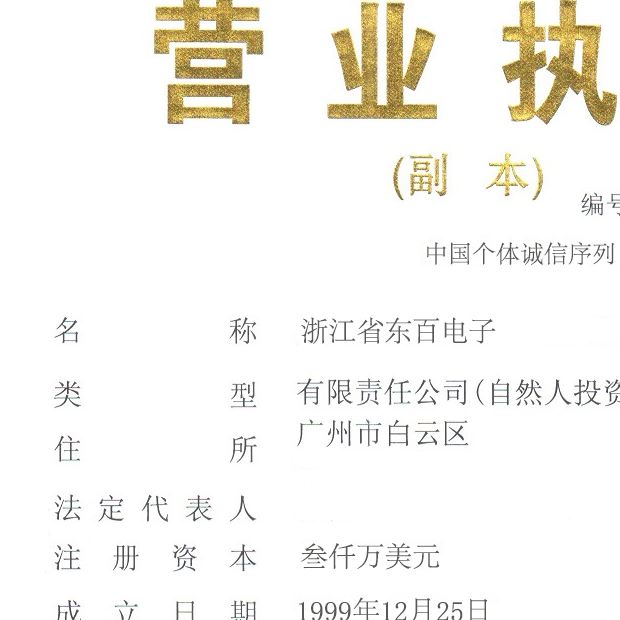 营业执
(副 本)
编号
中国个体诚信序列
名 称 浙江省东百电子
类 型 有限责任公司(自然人投资
住 所 广州市白云区
法定代表人
注册资本 叁仟万美元
成立日期 1999年12月25日